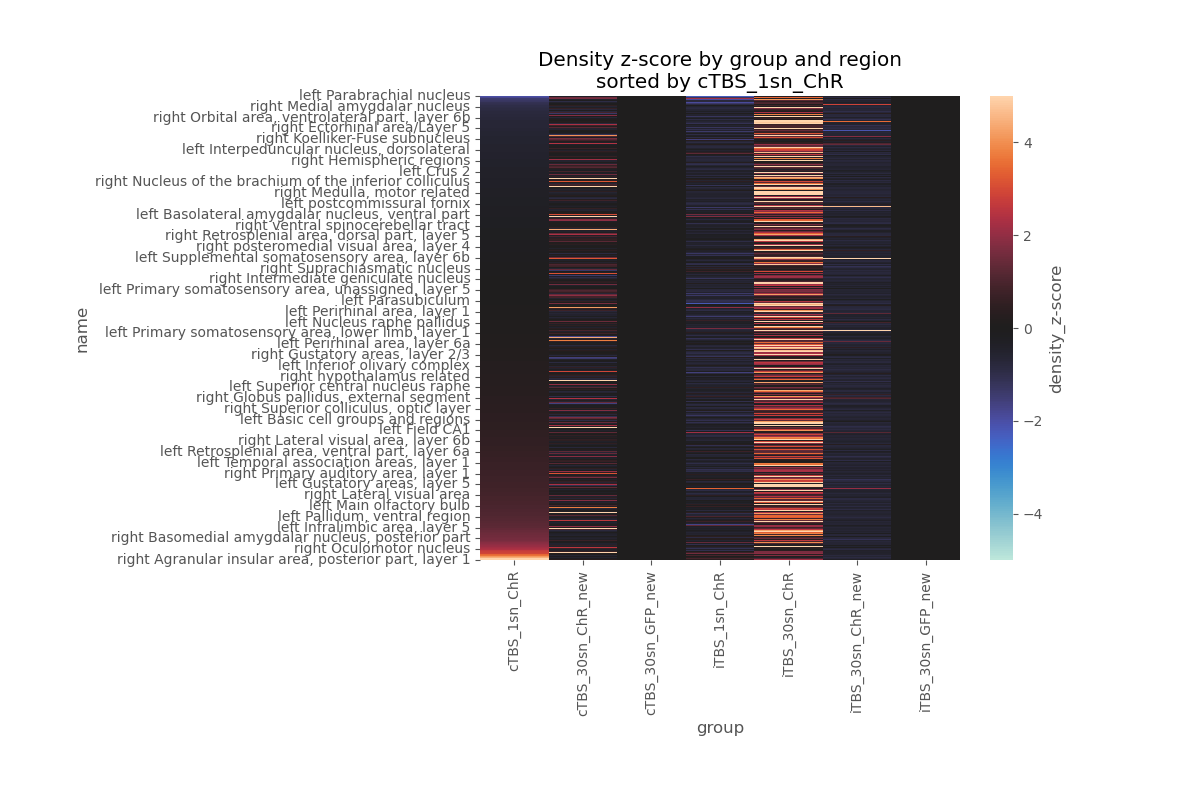 Density z-score by group and region
sorted by cTBS_1sn_ChR
name
left Parabrachial nucleus
right Medial amygdalar nucleus
right Orbital area, ventrolateral part, layer 6b
right Ectorhinal area/Layer 5
right Koelliker-Fuse subnucleus
left Interpeduncular nucleus, dorsolateral
right Hemispheric regions
left Crus 2
right Nucleus of the brachium of the inferior colliculus
right Medulla, motor related
left postcommissural fornix
left Basolateral amygdalar nucleus, ventral part
right ventral spinocerebellar tract
right Retrosplenial area, dorsal part, layer 5
right posteromedial visual area, layer 4
left Supplemental somatosensory area, layer 6b
right Suprachiasmatic nucleus
right Intermediate geniculate nucleus
left Primary somatosensory area, unassigned, layer 5
left Parasubiculum
left Perirhinal area, layer 1
left Nucleus raphe pallidus
left Primary somatosensory area, lower limb, layer 1
left Perirhinal area, layer 6a
right Gustatory areas, layer 2/3
left Inferior olivary complex
right hypothalamus related
left Superior central nucleus raphe
right Globus pallidus, external segment
right Superior colliculus, optic layer
left Basic cell groups and regions
left Field CA1
right Lateral visual area, layer 6b
left Retrosplenial area, ventral part, layer 6a
left Temporal association areas, layer 1
right Primary auditory area, layer 1
left Gustatory areas, layer 5
right Lateral visual area
left Main olfactory bulb
left Pallidum, ventral region
left Infralimbic area, layer 5
right Basomedial amygdalar nucleus, posterior part
right Oculomotor nucleus
right Agranular insular area, posterior part, layer 1
cTBS_1sn_ChR
cTBS_30sn_ChR_new
cTBS_30sn_GFP_new
iTBS_1sn_ChR
iTBS_30sn_ChR
iTBS_30sn_ChR_new
iTBS_30sn_GFP_new
group
4
2
0
−2
−4
density_z-score